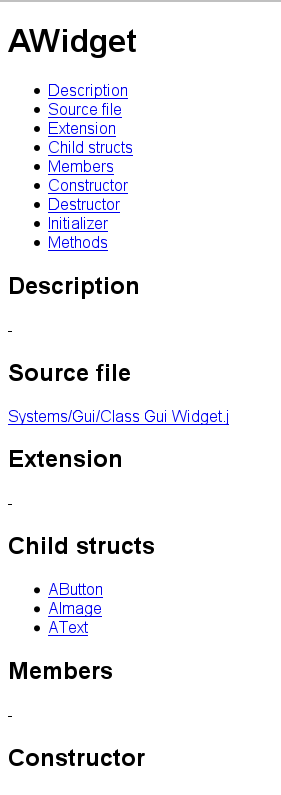 AWidget
• Description
• Source file
• Extension
• Child structs
• Members
• Constructor
• Destructor
• Initializer
• Methods
Description
-
Source file
Systems/Gui/Class Gui Widget.j
Extension
-
Child structs
• AButton
• AImage
• AText
Members
-
Constructor